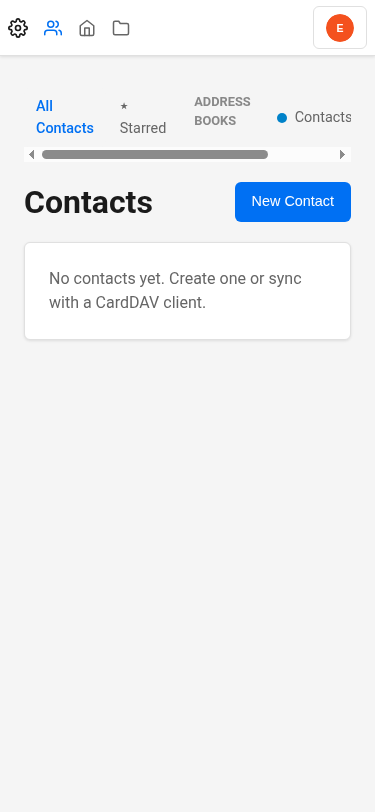 E
All
Contacts
★
Starred
ADDRESS
BOOKS
Contacts
Contacts
New Contact
No contacts yet. Create one or sync
with a CardDAV client.